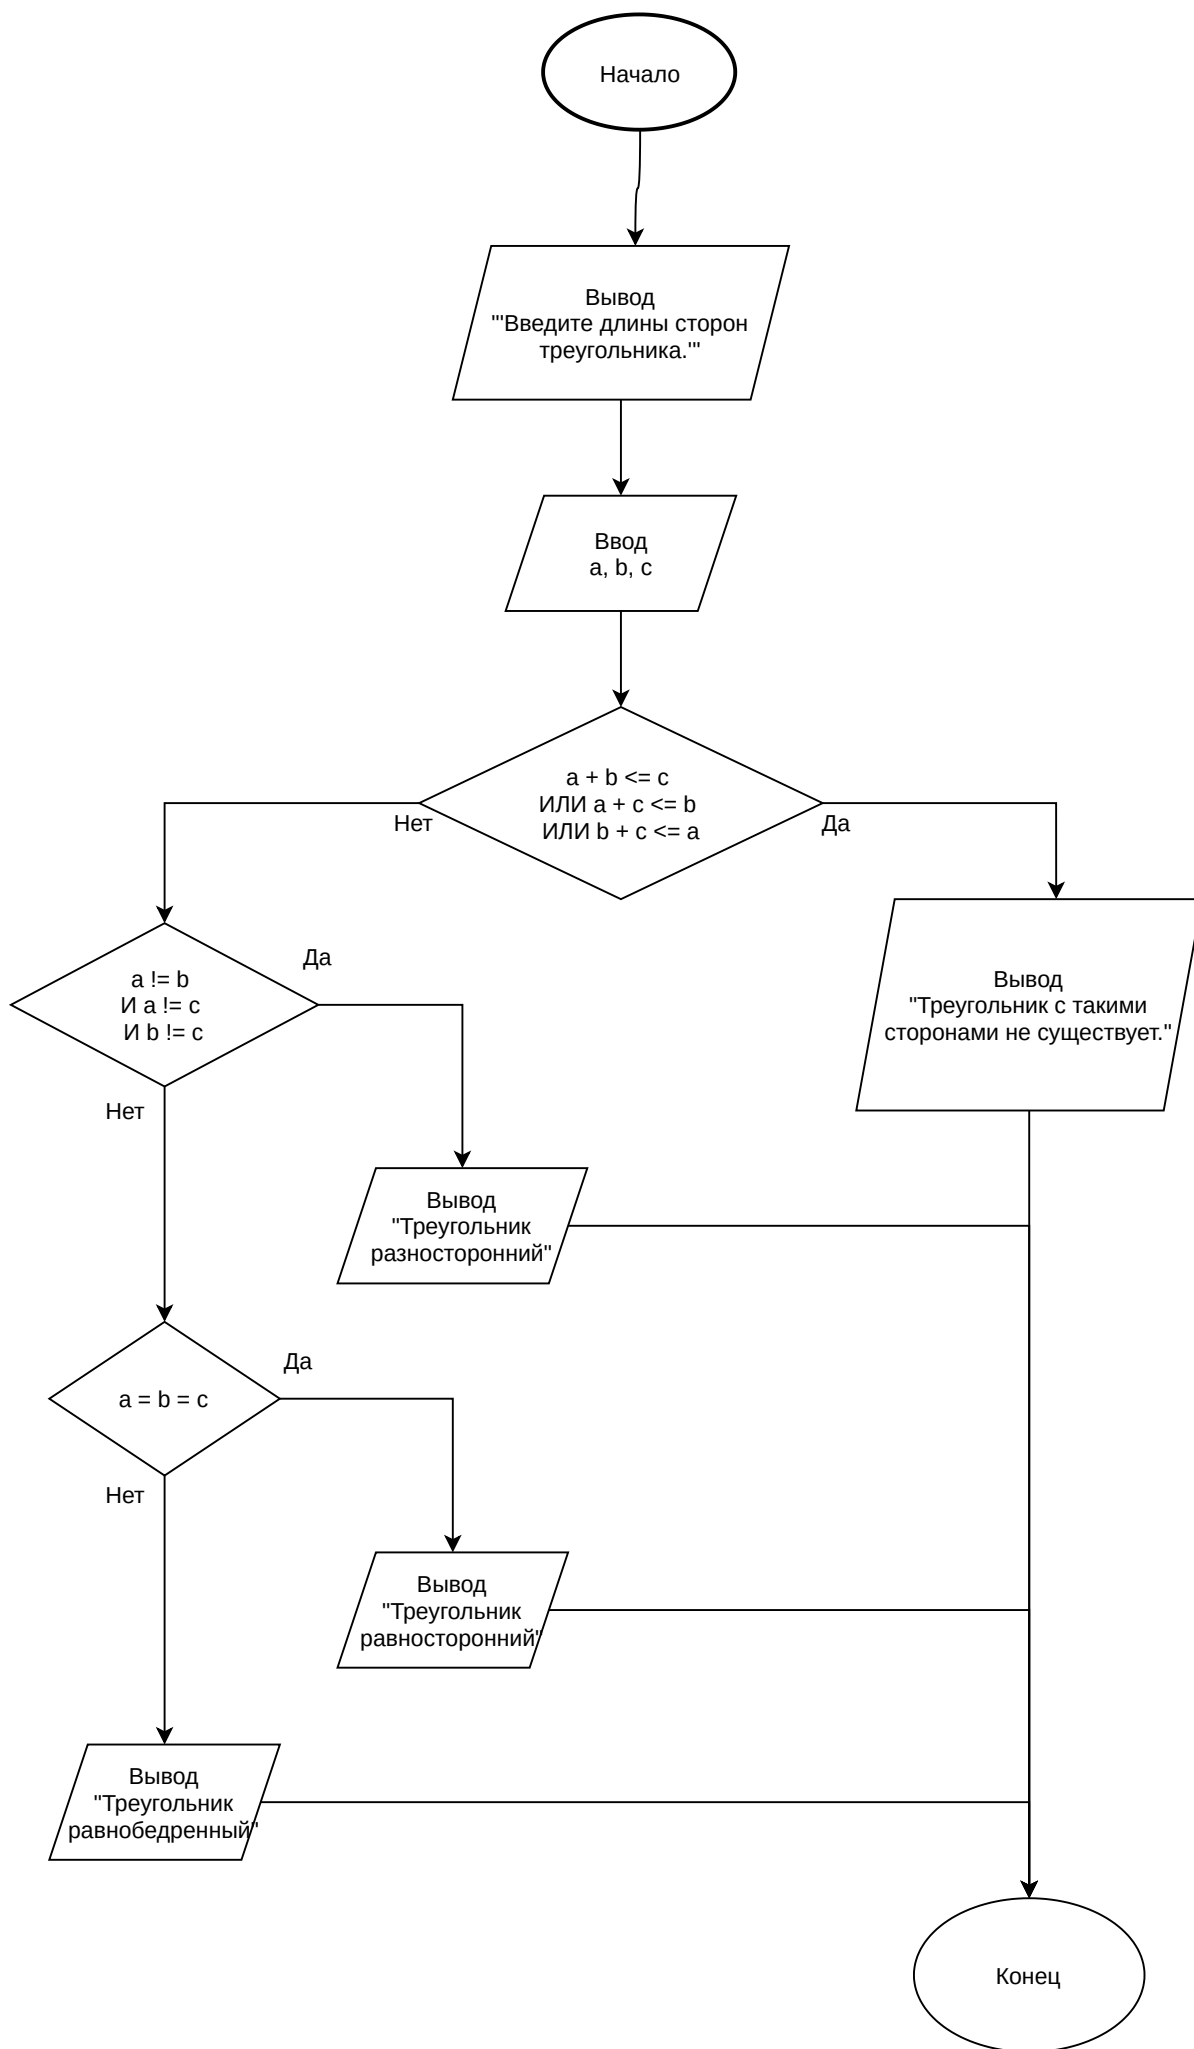 Начало
Вывод
"'Введите длины сторон
треугольника.'"
Ввод
a, b, c
a + b <= c
ИЛИ a + c <= b
ИЛИ b + c <= a
Нет
Да
a != b
И a != c
И b != c
Да
Нет
Вывод
"Треугольник с такими
сторонами не существует."
Вывод
"Треугольник
разносторонний"
a = b = c
Да
Нет
Вывод
"Треугольник
равносторонний"
Вывод
"Треугольник
равнобедренный"
Конец